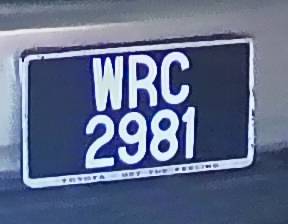 WRC
2981
TOYOTA - GET THE FEELING